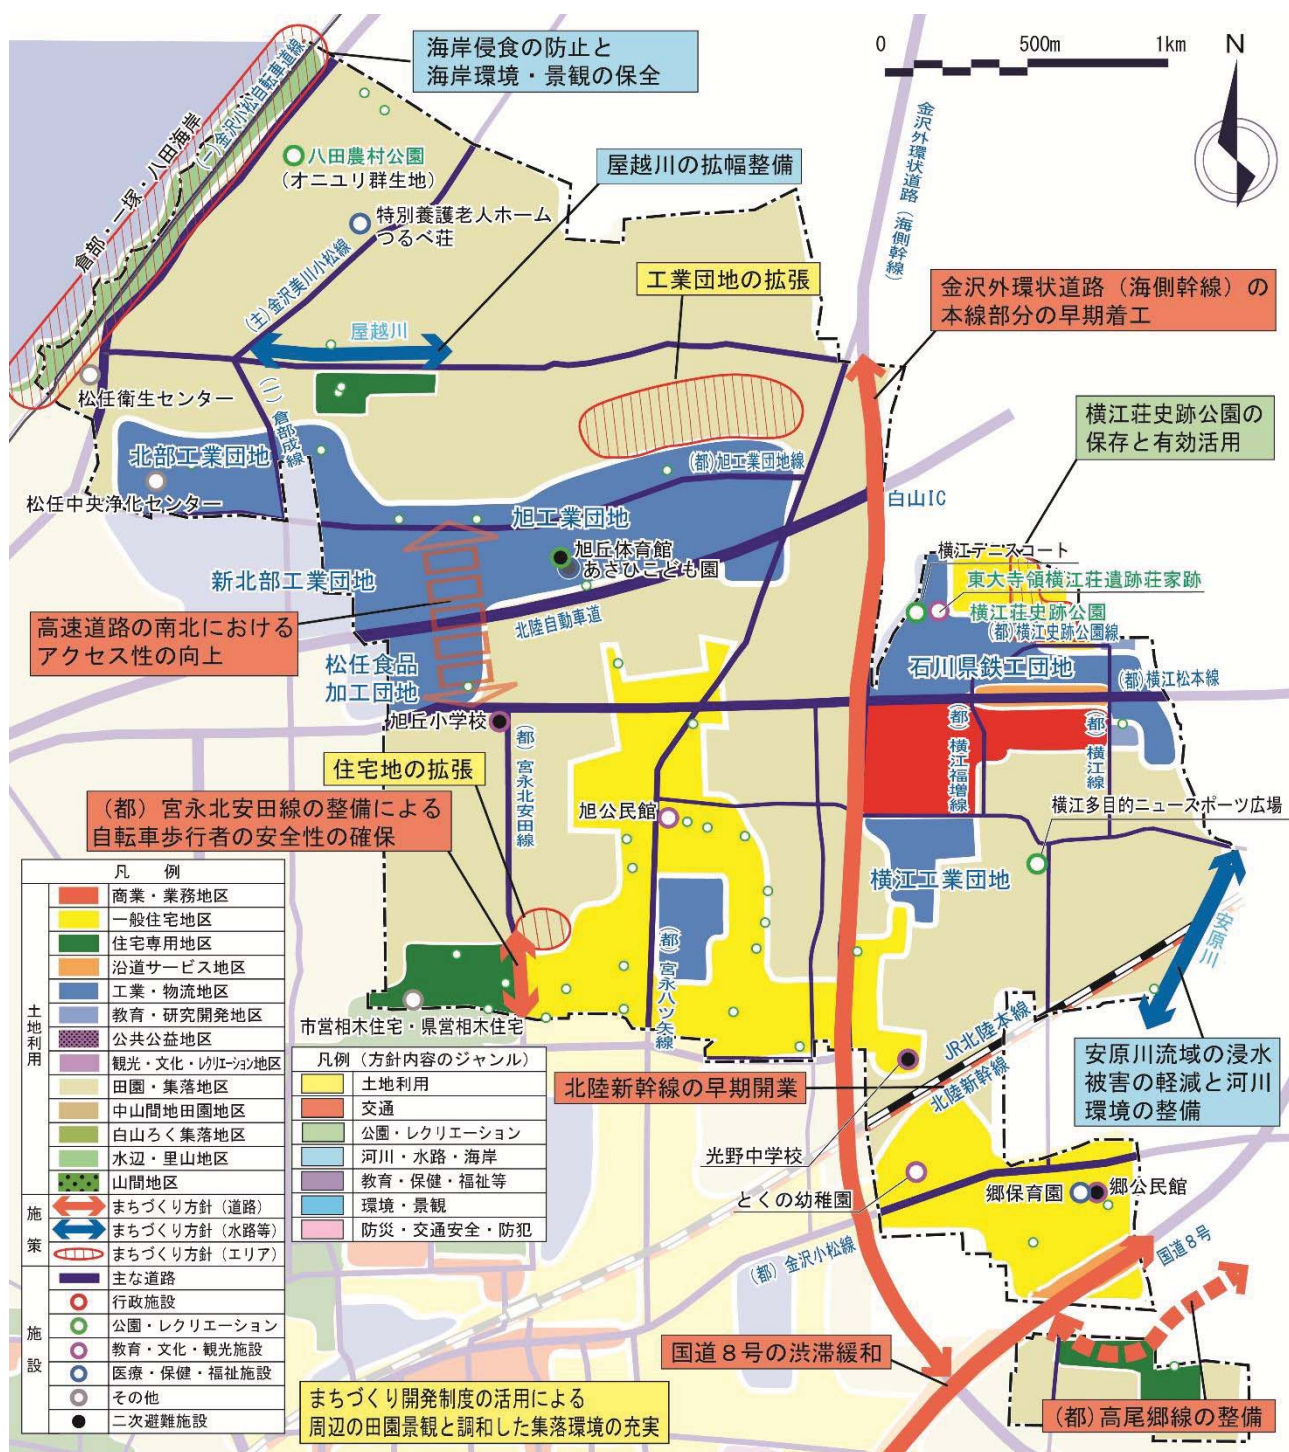 海岸侵食の防止と
海岸環境・景観の保全
0 500m 1km
N
(一)金沢小松自転車道線
倉部・一塚・八田海岸
八田農村公園
(オニユリ群生地)
金沢外環状道路(海側幹線)
屋越川の拡幅整備
特別養護老人ホーム
つるべ荘
(主)金沢美川小松線
工業団地の拡張
金沢外環状道路(海側幹線)の
本線部分の早期着工
屋越川
松任衛生センター
(一)倉部成線
横江荘史跡公園の
保存と有効活用
北部工業団地
(都)旭工業団地線
松任中央浄化センター
白山IC
旭工業団地
旭丘体育館
あさひこども園
横江テニスコート
新北部工業団地
東大寺領横江荘遺跡荘家跡
横江荘史跡公園
高速道路の南北における
アクセス性の向上
北陸自動車道
(都)横江史跡公園線
松任食品
加工団地
石川県鉄工団地
(都)横江松本線
旭丘小学校
(都)宮永北安田線
(都)横江福増線
(都)横江線
住宅地の拡張
(都)宮永北安田線の整備による
自転車歩行者の安全性の確保
旭公民館
横江多目的ニュースポーツ広場
横江工業団地
安原川
(都)宮永八ツ矢線
市営相木住宅・県営相木住宅
JR北陸本線
北陸新幹線
北陸新幹線の早期開業
安原川流域の浸水
被害の軽減と河川
環境の整備
光野中学校
とくの幼稚園
郷保育園
郷公民館
(都)金沢小松線
国道8号
国道8号の渋滞緩和
(都)高尾郷線の整備
まちづくり開発制度の活用による
周辺の田園景観と調和した集落環境の充実
凡 例
土地利用
商業・業務地区
一般住宅地区
住宅専用地区
沿道サービス地区
工業・物流地区
教育・研究開発地区
公共公益地区
観光・文化・レクリエーション地区
田園・集落地区
中山間地田園地区
白山ろく集落地区
水辺・里山地区
山間地区
施策
まちづくり方針(道路)
まちづくり方針(水路等)
まちづくり方針(エリア)
施設
主な道路
行政施設
公園・レクリエーション
教育・文化・観光施設
医療・保健・福祉施設
その他
二次避難施設
凡例(方針内容のジャンル)
土地利用
交通
公園・レクリエーション
河川・水路・海岸
教育・保健・福祉等
環境・景観
防災・交通安全・防犯